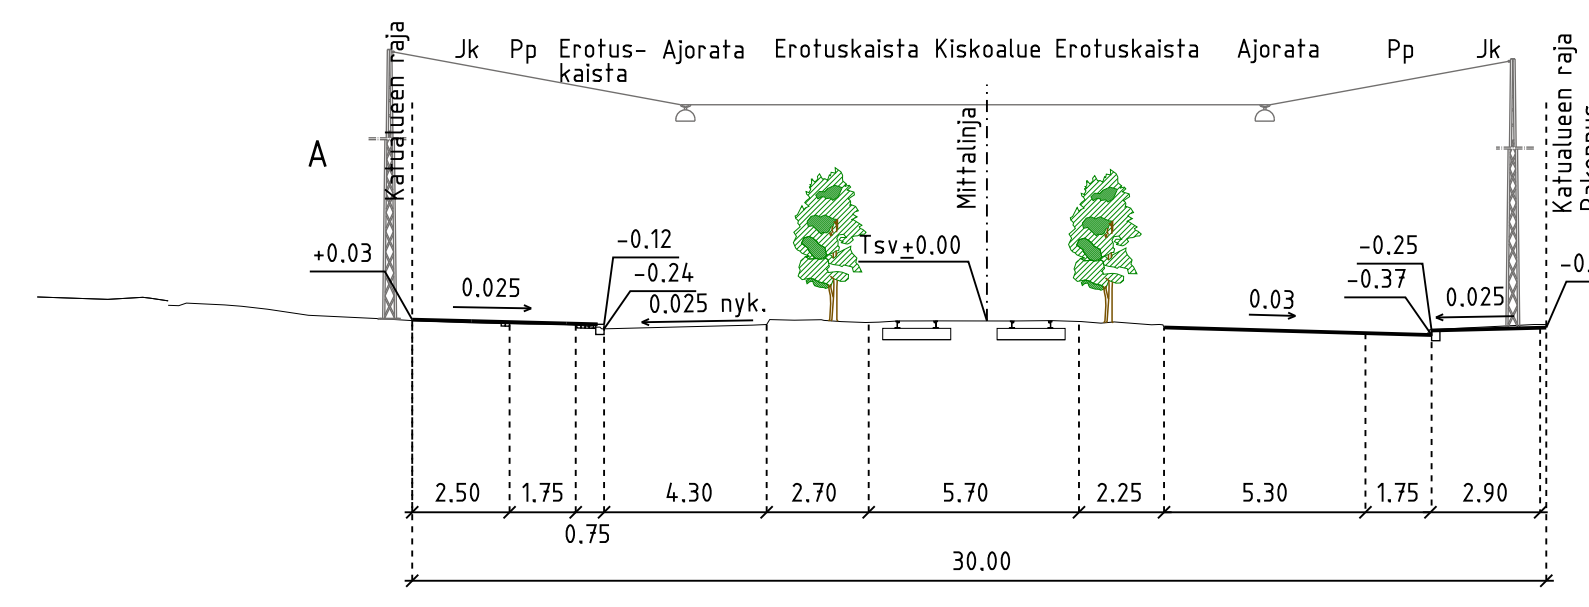 Jk Pp Erotus- Ajorata Erotuskaista Kiskoalue Erotuskaista Ajorata Pp Jk
kaista
Katualueen raja
Mittalinja
Katualueen raja
A
+0.03
-0.12
-0.24
0.025
0.025 nyk.
Tsv±0.00
-0.25
-0.37
0.03
0.025
2.50 1.75 4.30 2.70 5.70 2.25 5.30 1.75 2.90
0.75
30.00